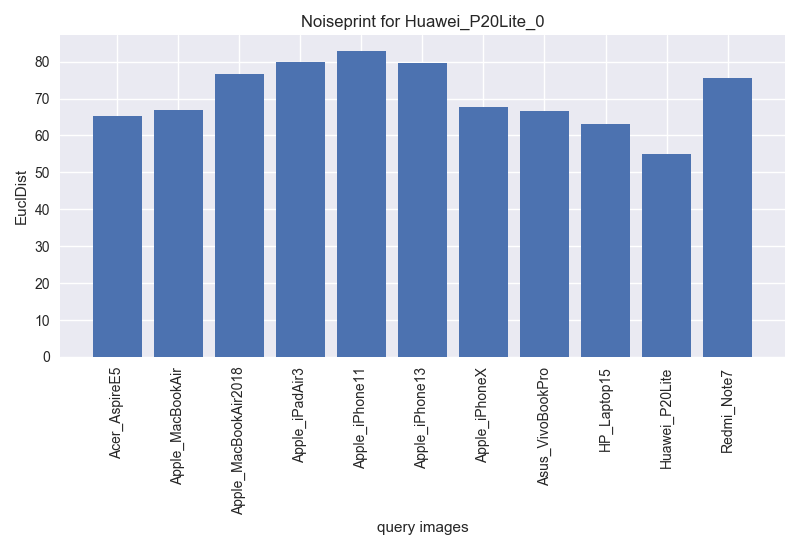 Noiseprint for Huawei_P20Lite_0
EuclDist
80
70
60
50
40
30
20
10
0
Acer_AspireE5
Apple_MacBookAir
Apple_MacBookAir2018
Apple_iPadAir3
Apple_iPhone11
Apple_iPhone13
Apple_iPhoneX
Asus_VivoBookPro
HP_Laptop15
Huawei_P20Lite
Redmi_Note7
query images